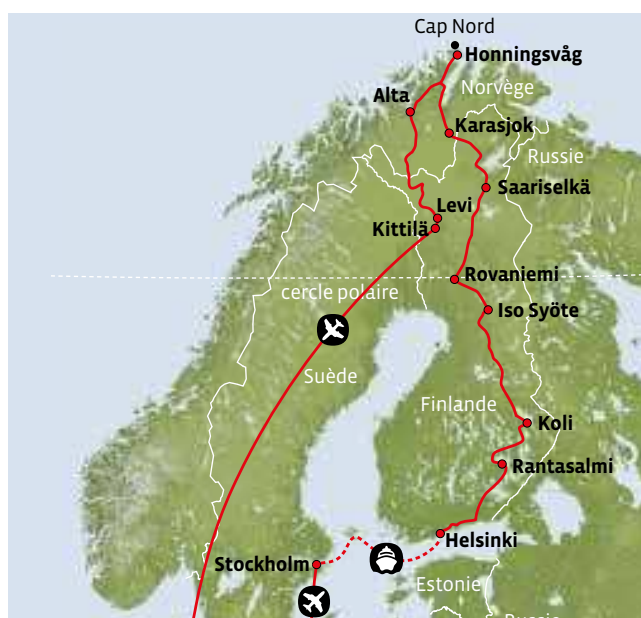 Cap Nord
Honningsvåg
Norvège
Alta
Karasjok
Russie
Saariselkä
Levi
Kittilä
Rovaniemi
cercle polaire
Iso Syöte
Suède
Finlande
Koli
Rantasalmi
Helsinki
Stockholm
Estonie